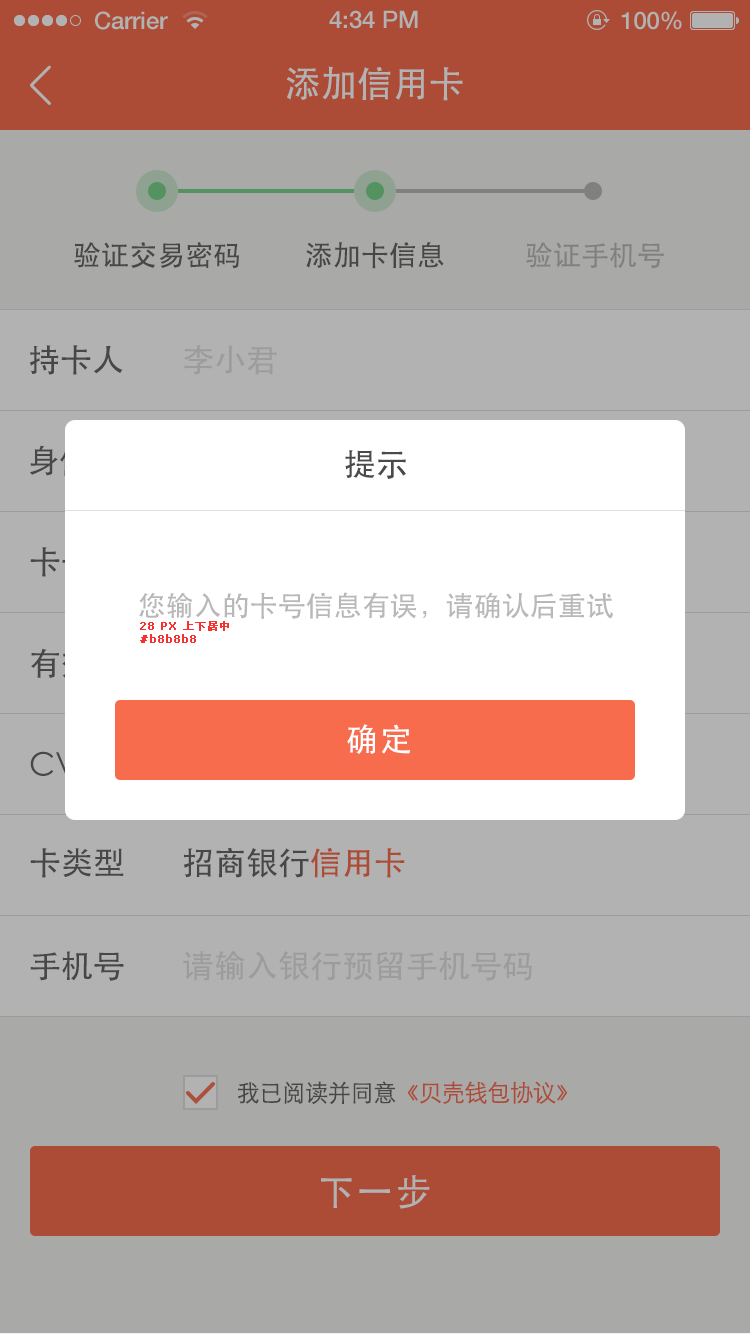 Carrier 4:34 PM 100%
添加信用卡
验证交易密码 添加卡信息 验证手机号
持卡人 李小君
身
提示
卡
您输入的卡号信息有误，请确认后重试
28 PX 上下居中
#b8b8b8
有
确定
CV
卡类型 招商银行信用卡
手机号 请输入银行预留手机号码
我已阅读并同意《贝壳钱包协议》
下一步